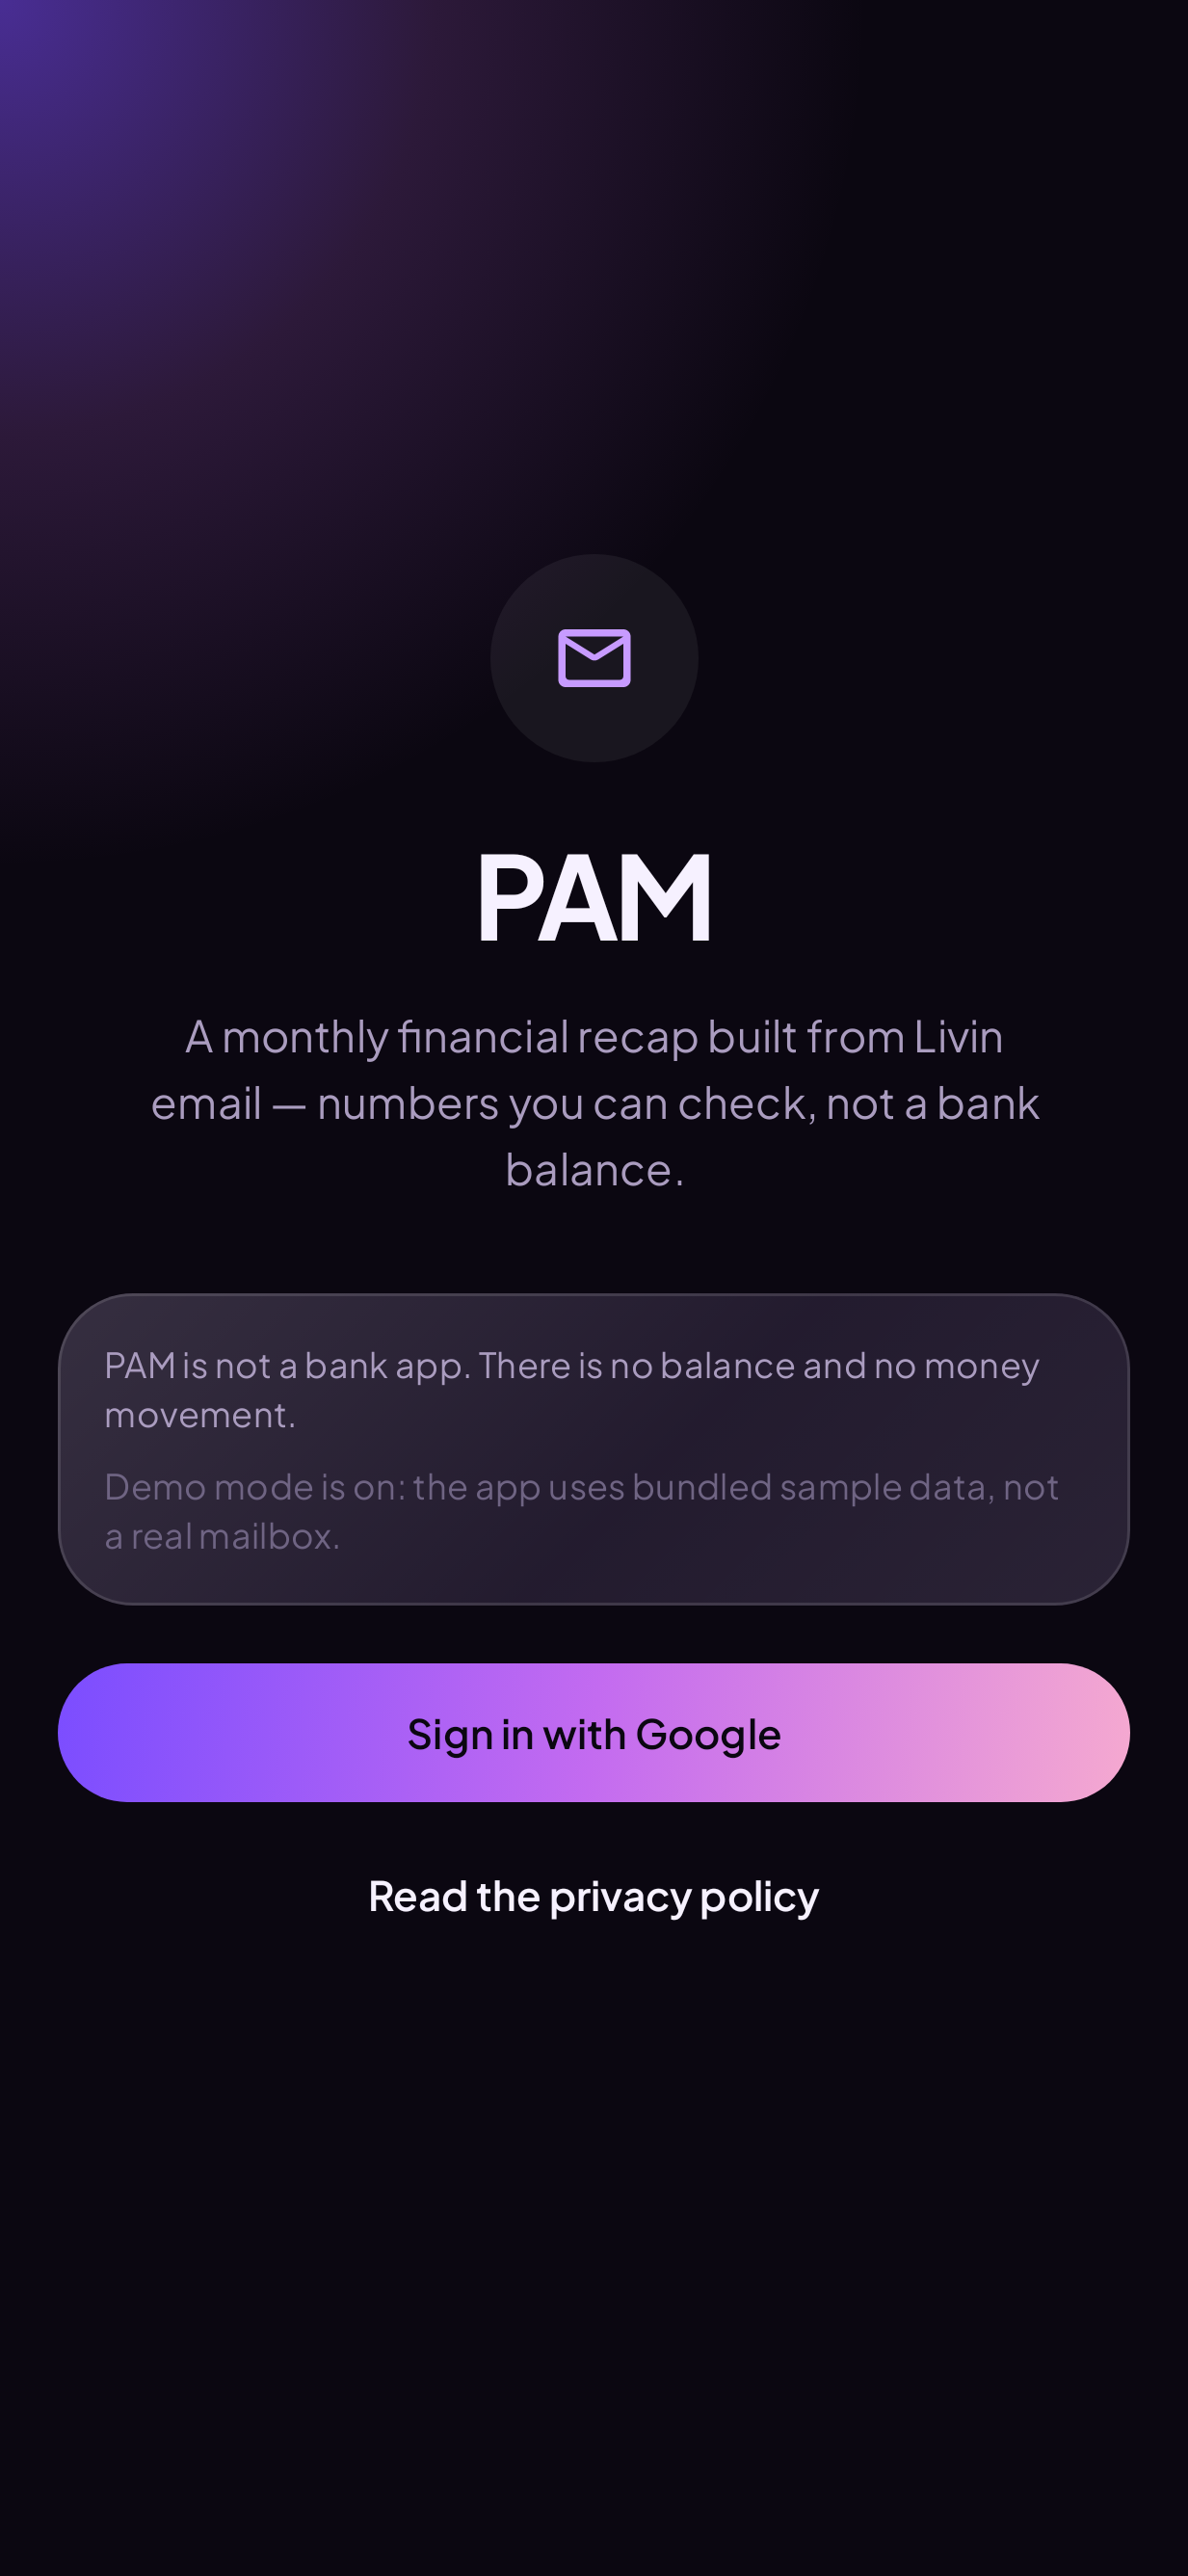 PAM
A monthly financial recap built from Livin
email — numbers you can check, not a bank
balance.
PAM is not a bank app. There is no balance and no money
movement.
Demo mode is on: the app uses bundled sample data, not
a real mailbox.
Sign in with Google
Read the privacy policy